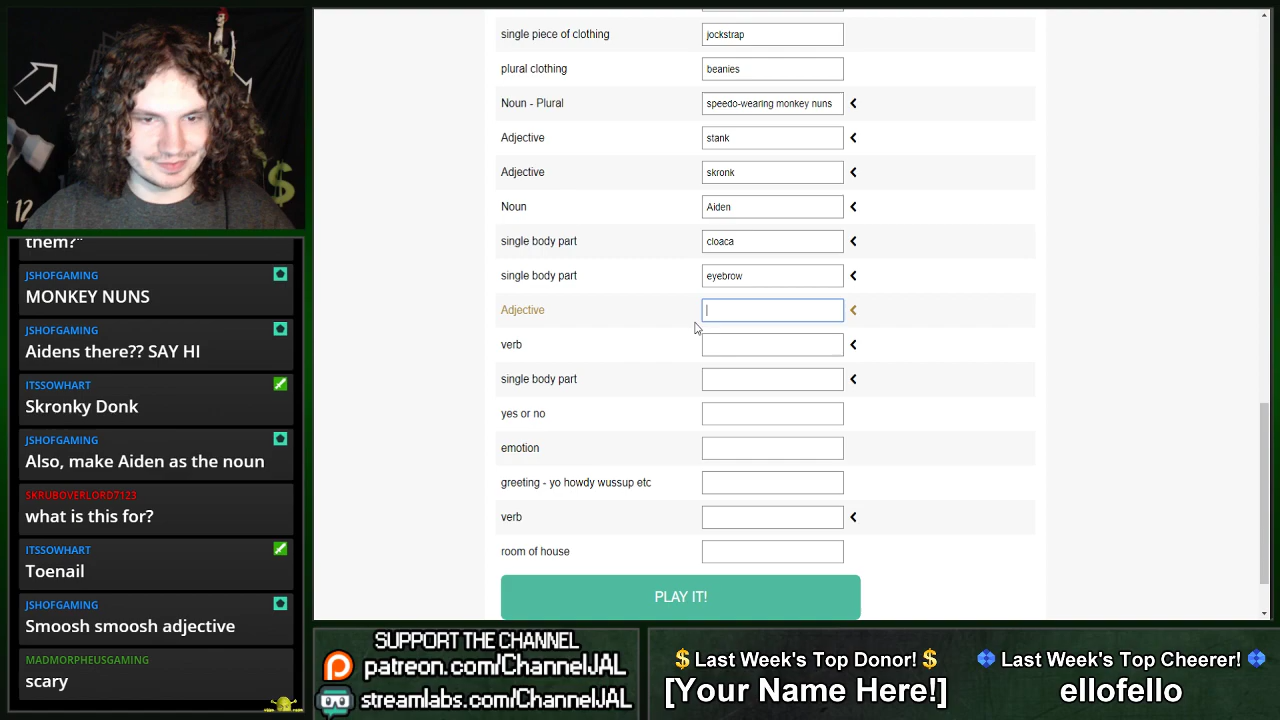 12
$
them?"
JSHOFGAMING
MONKEY NUNS
JSHOFGAMING
Aidens there?? SAY HI
ITSSOWHART
Skronky Donk
JSHOFGAMING
Also, make Aiden as the noun
SKRUBOVERLORD7123
what is this for?
ITSSOWHART
Toenail
JSHOFGAMING
Smoosh smoosh adjective
MADMORPHEUSGAMING
scary
single piece of clothing jockstrap
plural clothing beanies
Noun - Plural speedo-wearing monkey nuns
Adjective stank
Adjective skronk
Noun Aiden
single body part cloaca
single body part eyebrow
Adjective
verb
single body part
yes or no
emotion
greeting - yo howdy wussup etc
verb
room of house
PLAY IT!
SUPPORT THE CHANNEL
patreon.com/ChannelJAL
streamlabs.com/ChannelJAL
$ Last Week's Top Donor! $
[Your Name Here!]
Last Week's Top Cheerer!
ellofello